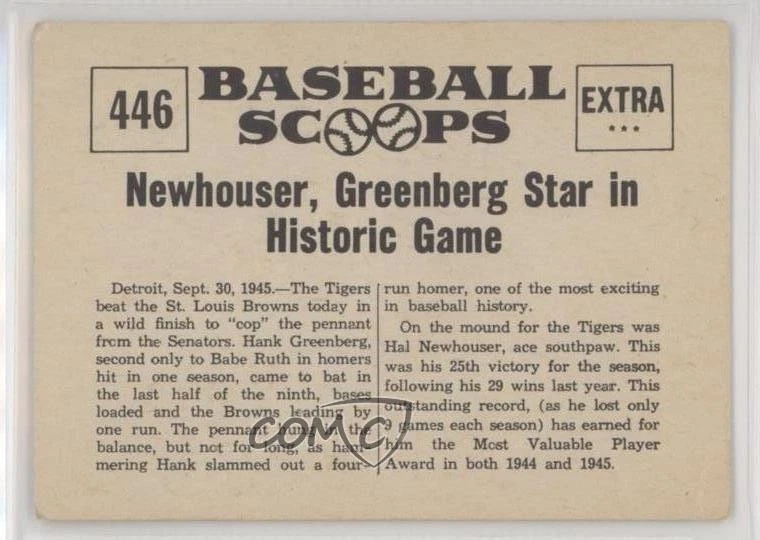 446
BASEBALL
SCOOPS
EXTRA
***
Newhouser, Greenberg Star in
Historic Game
Detroit, Sept. 30, 1945.—The Tigers
beat the St. Louis Browns today in
a wild finish to "cop" the pennant
from the Senators. Hank Greenberg,
second only to Babe Ruth in homers
hit in one season, came to bat in
the last half of the ninth, bases
loaded and the Browns leading by
one run. The pennant hung in the
balance, but not for long, as ham-
mering Hank slammed out a four-
run homer, one of the most exciting
in baseball history.
On the mound for the Tigers was
Hal Newhouser, ace southpaw. This
was his 25th victory for the season,
following his 29 wins last year. This
outstanding record, (as he lost only
9 games each season) has earned for
him the Most Valuable Player
Award in both 1944 and 1945.
COMC